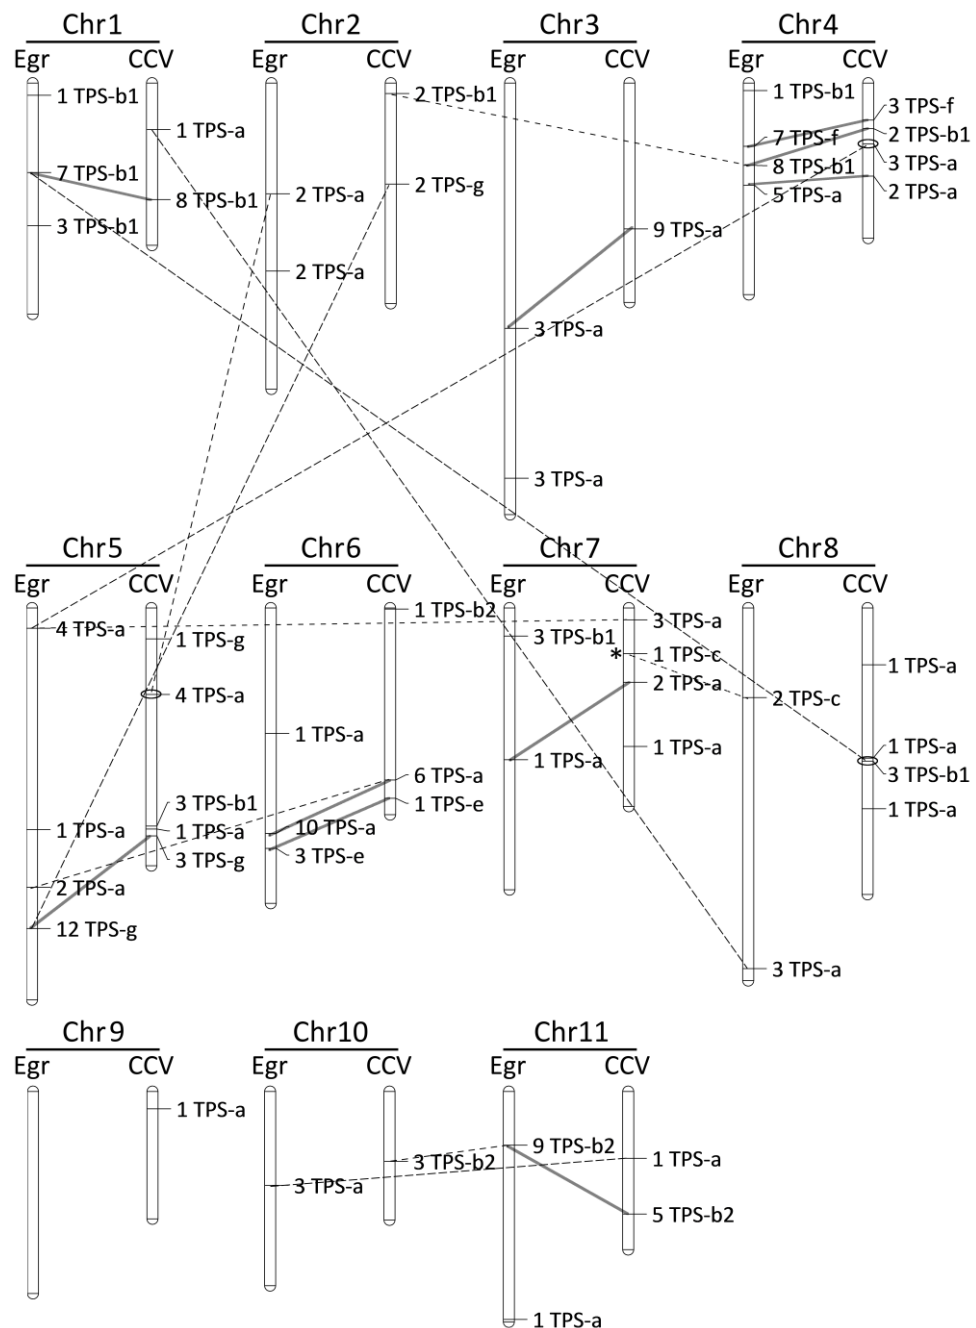 Chr1 Chr2 Chr3 Chr4
Egr CCV Egr CCV Egr CCV Egr CCV
1 TPS-b1 2 TPS-b1 1 TPS-b1
3 TPS-f
1 TPS-a 7 TPS-f 2 TPS-b1
7 TPS-b1 8 TPS-b1 3 TPS-a
8 TPS-b1 2 TPS-a 2 TPS-g 5 TPS-a 2 TPS-a
3 TPS-b1 9 TPS-a
2 TPS-a
3 TPS-a
3 TPS-a
Chr5 Chr6 Chr7 Chr8
Egr CCV Egr CCV Egr CCV Egr CCV
1 TPS-b2
4 TPS-a 1 TPS-g 3 TPS-b1 3 TPS-a
* 1 TPS-c 1 TPS-a
4 TPS-a 2 TPS-a 2 TPS-c
1 TPS-a 1 TPS-a 1 TPS-a
1 TPS-a 3 TPS-b1
6 TPS-a
3 TPS-b1 1 TPS-e 1 TPS-a
1 TPS-a 1 TPS-a 10 TPS-a
3 TPS-g 3 TPS-e
2 TPS-a
12 TPS-g
3 TPS-a
Chr9 Chr10 Chr11
Egr CCV Egr CCV Egr CCV
1 TPS-a
9 TPS-b2
3 TPS-b2 1 TPS-a
3 TPS-a
5 TPS-b2
1 TPS-a